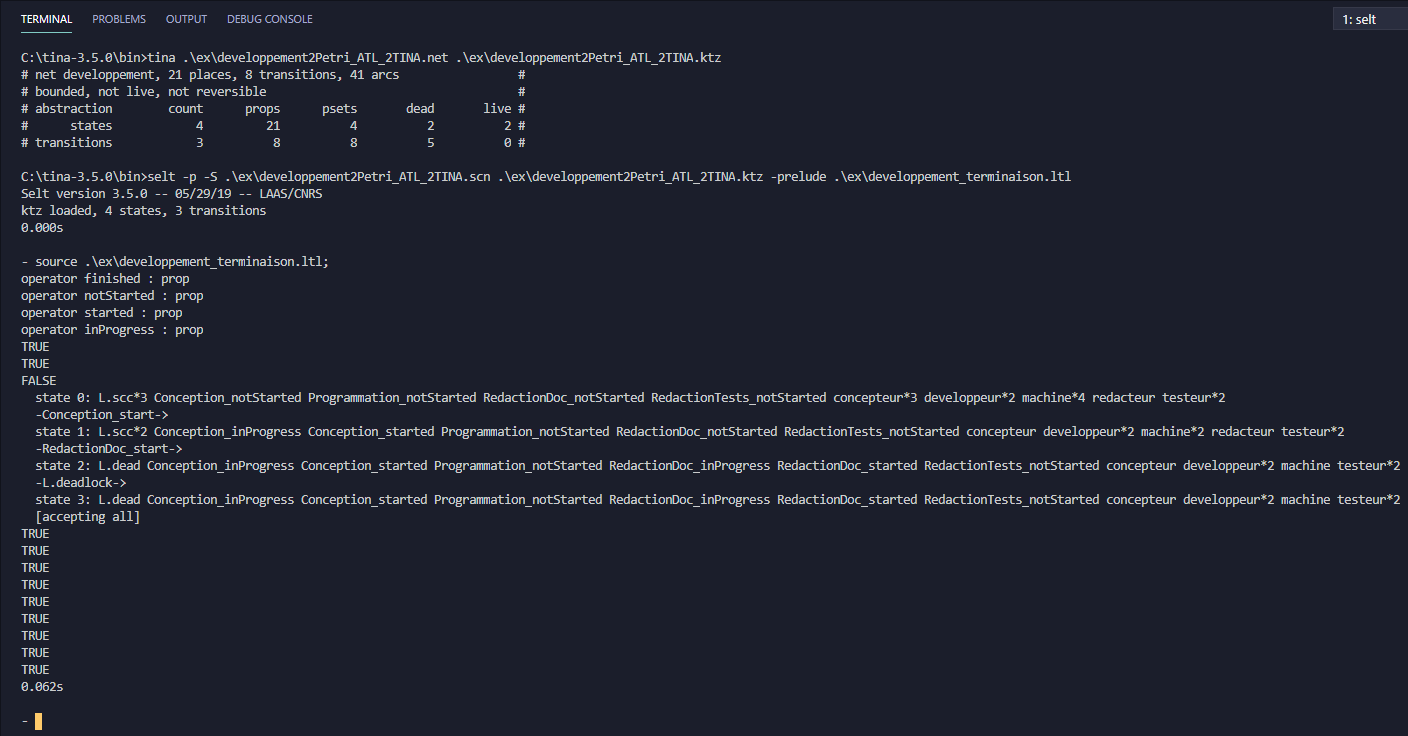 TERMINAL PROBLEMS OUTPUT DEBUG CONSOLE 1: selt
C:\tina-3.5.0\bin>tina .\ex\developpement2Petri_ATL_2TINA.net .\ex\developpement2Petri_ATL_2TINA.ktz
# net developpement, 21 places, 8 transitions, 41 arcs #
# bounded, not live, not reversible #
# abstraction count props psets dead live #
# states 4 21 4 2 2 #
# transitions 3 8 8 5 0 #
C:\tina-3.5.0\bin>selt -p -S .\ex\developpement2Petri_ATL_2TINA.scn .\ex\developpement2Petri_ATL_2TINA.ktz -prelude .\ex\developpement_terminaison.ltl
Selt version 3.5.0 -- 05/29/19 -- LAAS/CNRS
ktz loaded, 4 states, 3 transitions
0.000s
- source .\ex\developpement_terminaison.ltl;
operator finished : prop
operator notStarted : prop
operator started : prop
operator inProgress : prop
TRUE
TRUE
FALSE
state 0: L.scc*3 Conception_notStarted Programmation_notStarted RedactionDoc_notStarted RedactionTests_notStarted concepteur*3 developpeur*2 machine*4 redacteur testeur*2
-Conception_start->
state 1: L.scc*2 Conception_inProgress Conception_started Programmation_notStarted RedactionDoc_notStarted RedactionTests_notStarted concepteur developpeur*2 machine*2 redacteur testeur*2
-RedactionDoc_start->
state 2: L.dead Conception_inProgress Conception_started Programmation_notStarted RedactionDoc_inProgress RedactionDoc_started RedactionTests_notStarted concepteur developpeur*2 machine testeur*2
-L.deadlock->
state 3: L.dead Conception_inProgress Conception_started Programmation_notStarted RedactionDoc_inProgress RedactionDoc_started RedactionTests_notStarted concepteur developpeur*2 machine testeur*2
[accepting all]
TRUE
TRUE
TRUE
TRUE
TRUE
TRUE
TRUE
TRUE
TRUE
0.062s
-